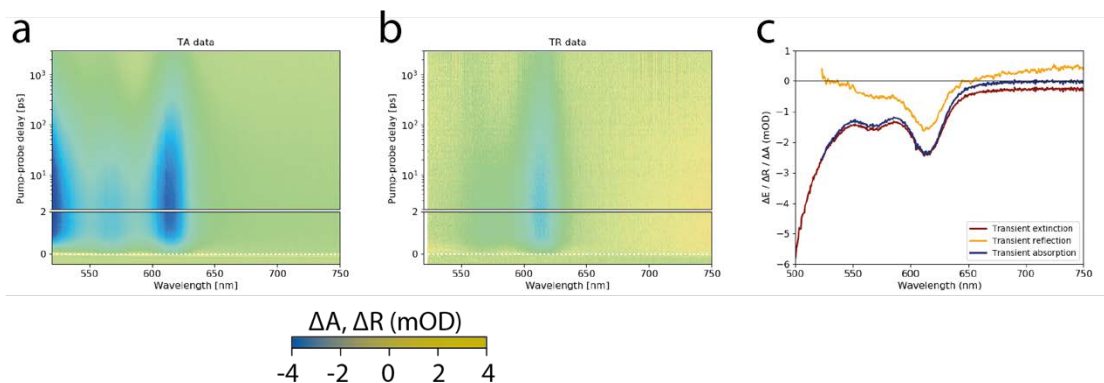 a
TA data
Pump-probe delay [ps]
10³
10²
10¹
2
0
550 600 650 700 750
Wavelength [nm]
b
TR data
Pump-probe delay [ps]
10³
10²
10¹
2
0
550 600 650 700 750
Wavelength [nm]
c
ΔE / ΔR / ΔA (mOD)
1
0
-1
-2
-3
-4
-5
-6
Transient extinction
Transient reflection
Transient absorption
500 550 600 650 700 750
Wavelength (nm)
ΔA, ΔR (mOD)
-4 -2 0 2 4